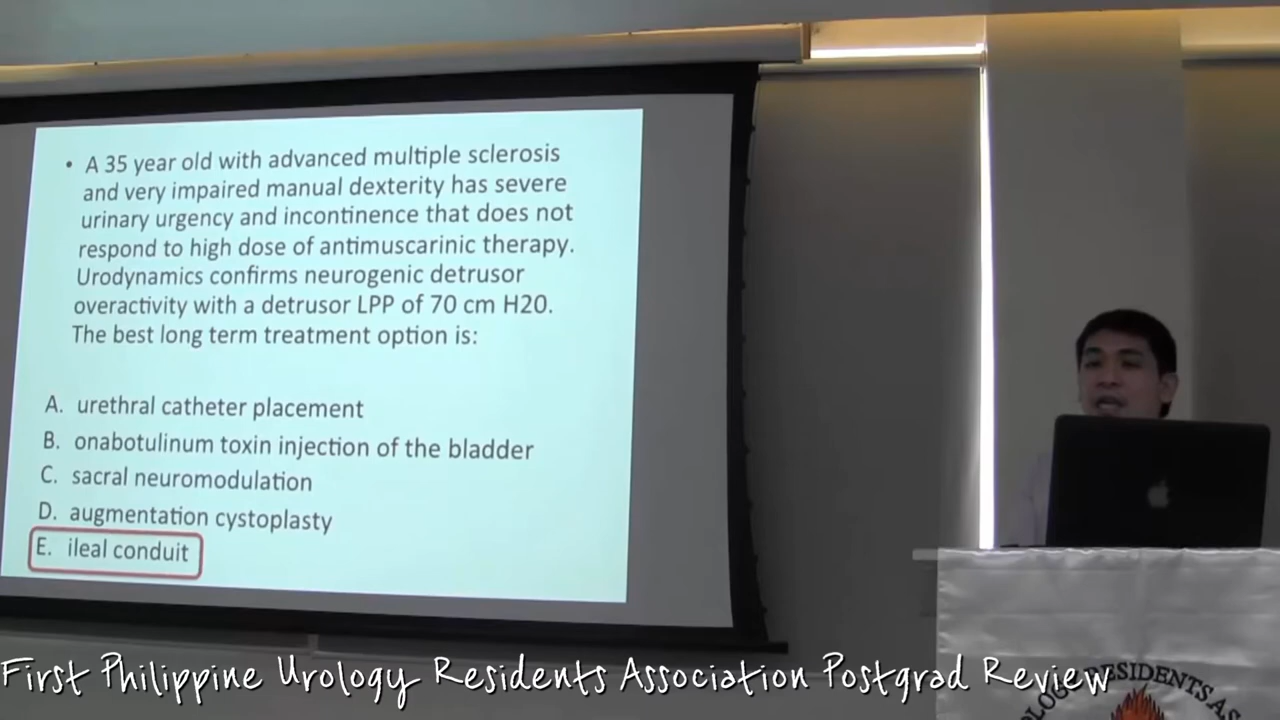 • A 35 year old with advanced multiple sclerosis
and very impaired manual dexterity has severe
urinary urgency and incontinence that does not
respond to high dose of antimuscarinic therapy.
Urodynamics confirms neurogenic detrusor
overactivity with a detrusor LPP of 70 cm H20.
The best long term treatment option is:
A. urethral catheter placement
B. onabotulinum toxin injection of the bladder
C. sacral neuromodulation
D. augmentation cystoplasty
E. ileal conduit
First Philippine Urology Residents Association Postgrad Review